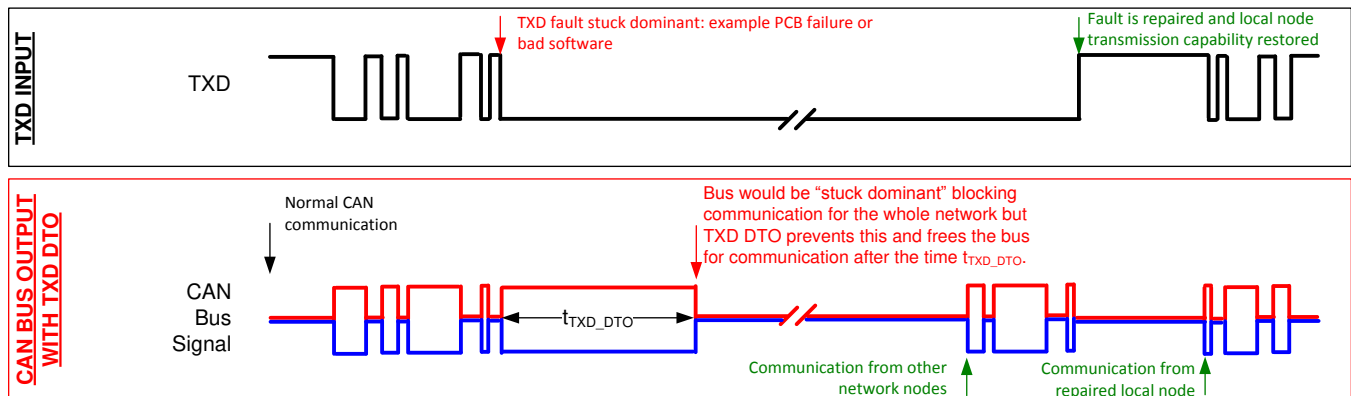 TXD INPUT
TXD fault stuck dominant: example PCB failure or
bad software
Fault is repaired and local node
transmission capability restored
TXD
CAN BUS OUTPUT
WITH TXD DTO
Normal CAN
communication
Bus would be “stuck dominant” blocking
communication for the whole network but
TXD DTO prevents this and frees the bus
for communication after the time tTXD_DTO.
CAN
Bus
Signal
tTXD_DTO
Communication from other
network nodes
Communication from
repaired local node